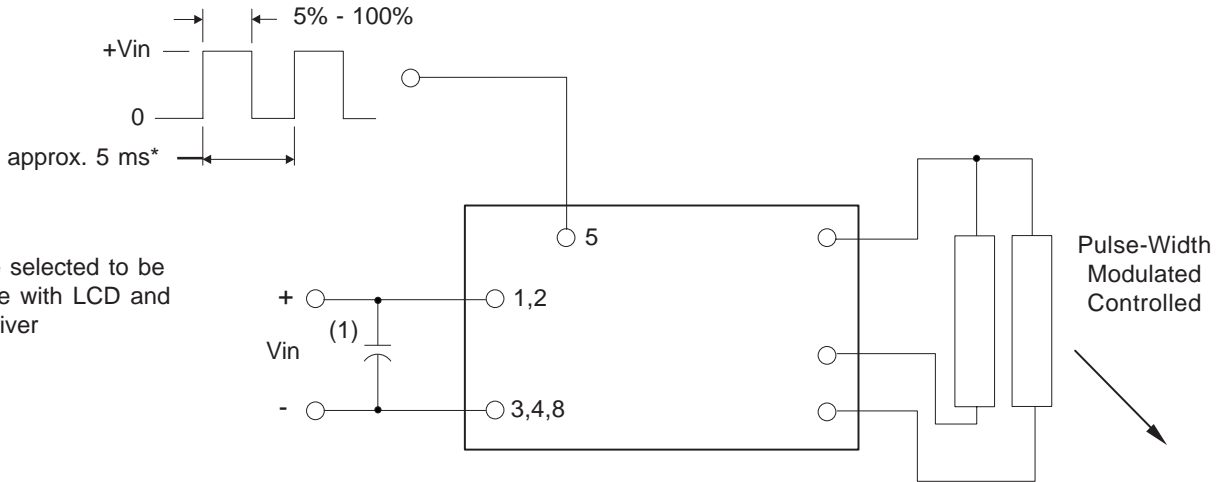 5% - 100%
+Vin
0
approx. 5 ms*
5
selected to be
with LCD and
+
1,2
(1)
Vin
-
3,4,8
Pulse-Width
Modulated
Controlled